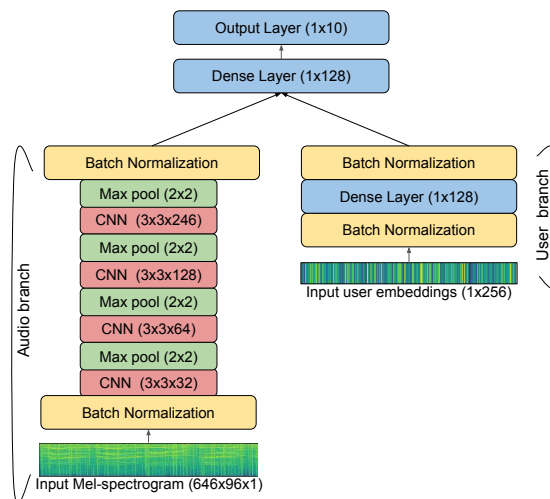 Output Layer (1x10)
Dense Layer (1x128)
Batch Normalization
Max pool (2x2)
CNN (3x3x246)
Max pool (2x2)
CNN (3x3x128)
Max pool (2x2)
CNN (3x3x64)
Max pool (2x2)
CNN (3x3x32)
Batch Normalization
Input Mel-spectrogram (646x96x1)
Audio branch
Batch Normalization
Dense Layer (1x128)
Batch Normalization
Input user embeddings (1x256)
User branch